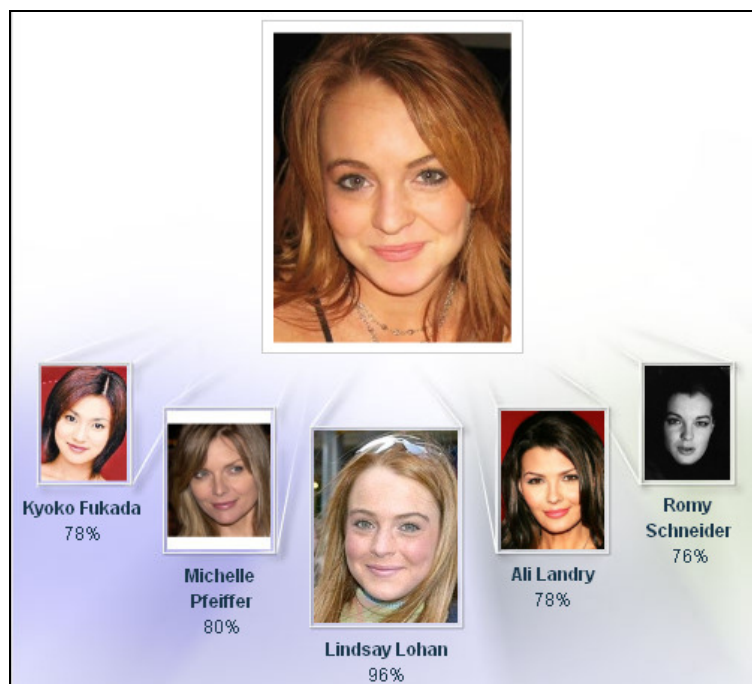 Kyoko Fukada
78%
Michelle
Pfeiffer
80%
Lindsay Lohan
96%
Ali Landry
78%
Romy
Schneider
76%